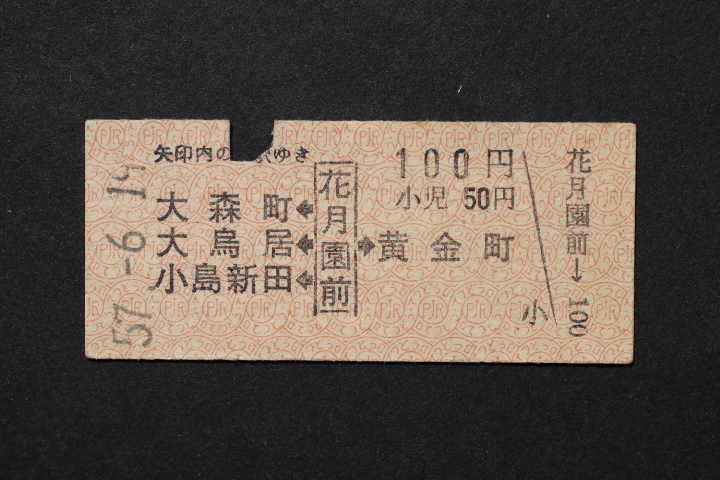 57.-6.19
矢印内の ゆき
大森町←
大鳥居←
小島新田←
花月園前
→黄金町
100円
小児 50円
小
花月園前→100